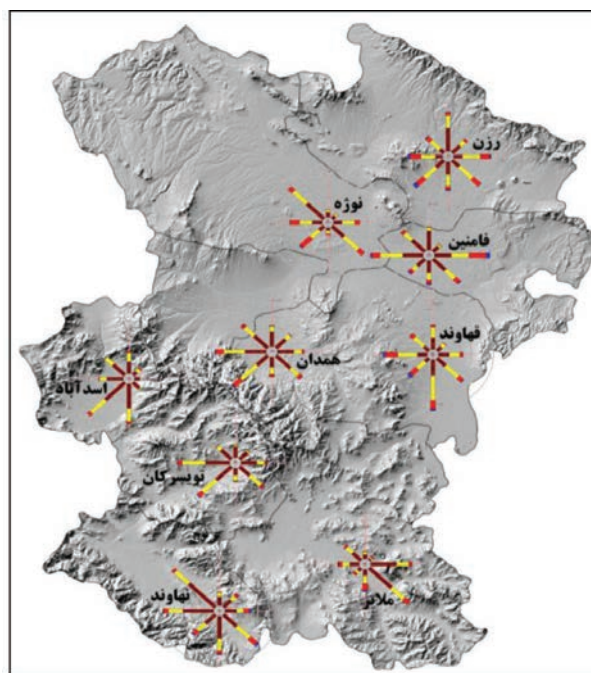 رزن
نوژه
فامنین
قهاوند
همدان
اسدآباد
تویسرکان
نهاوند
ملایر